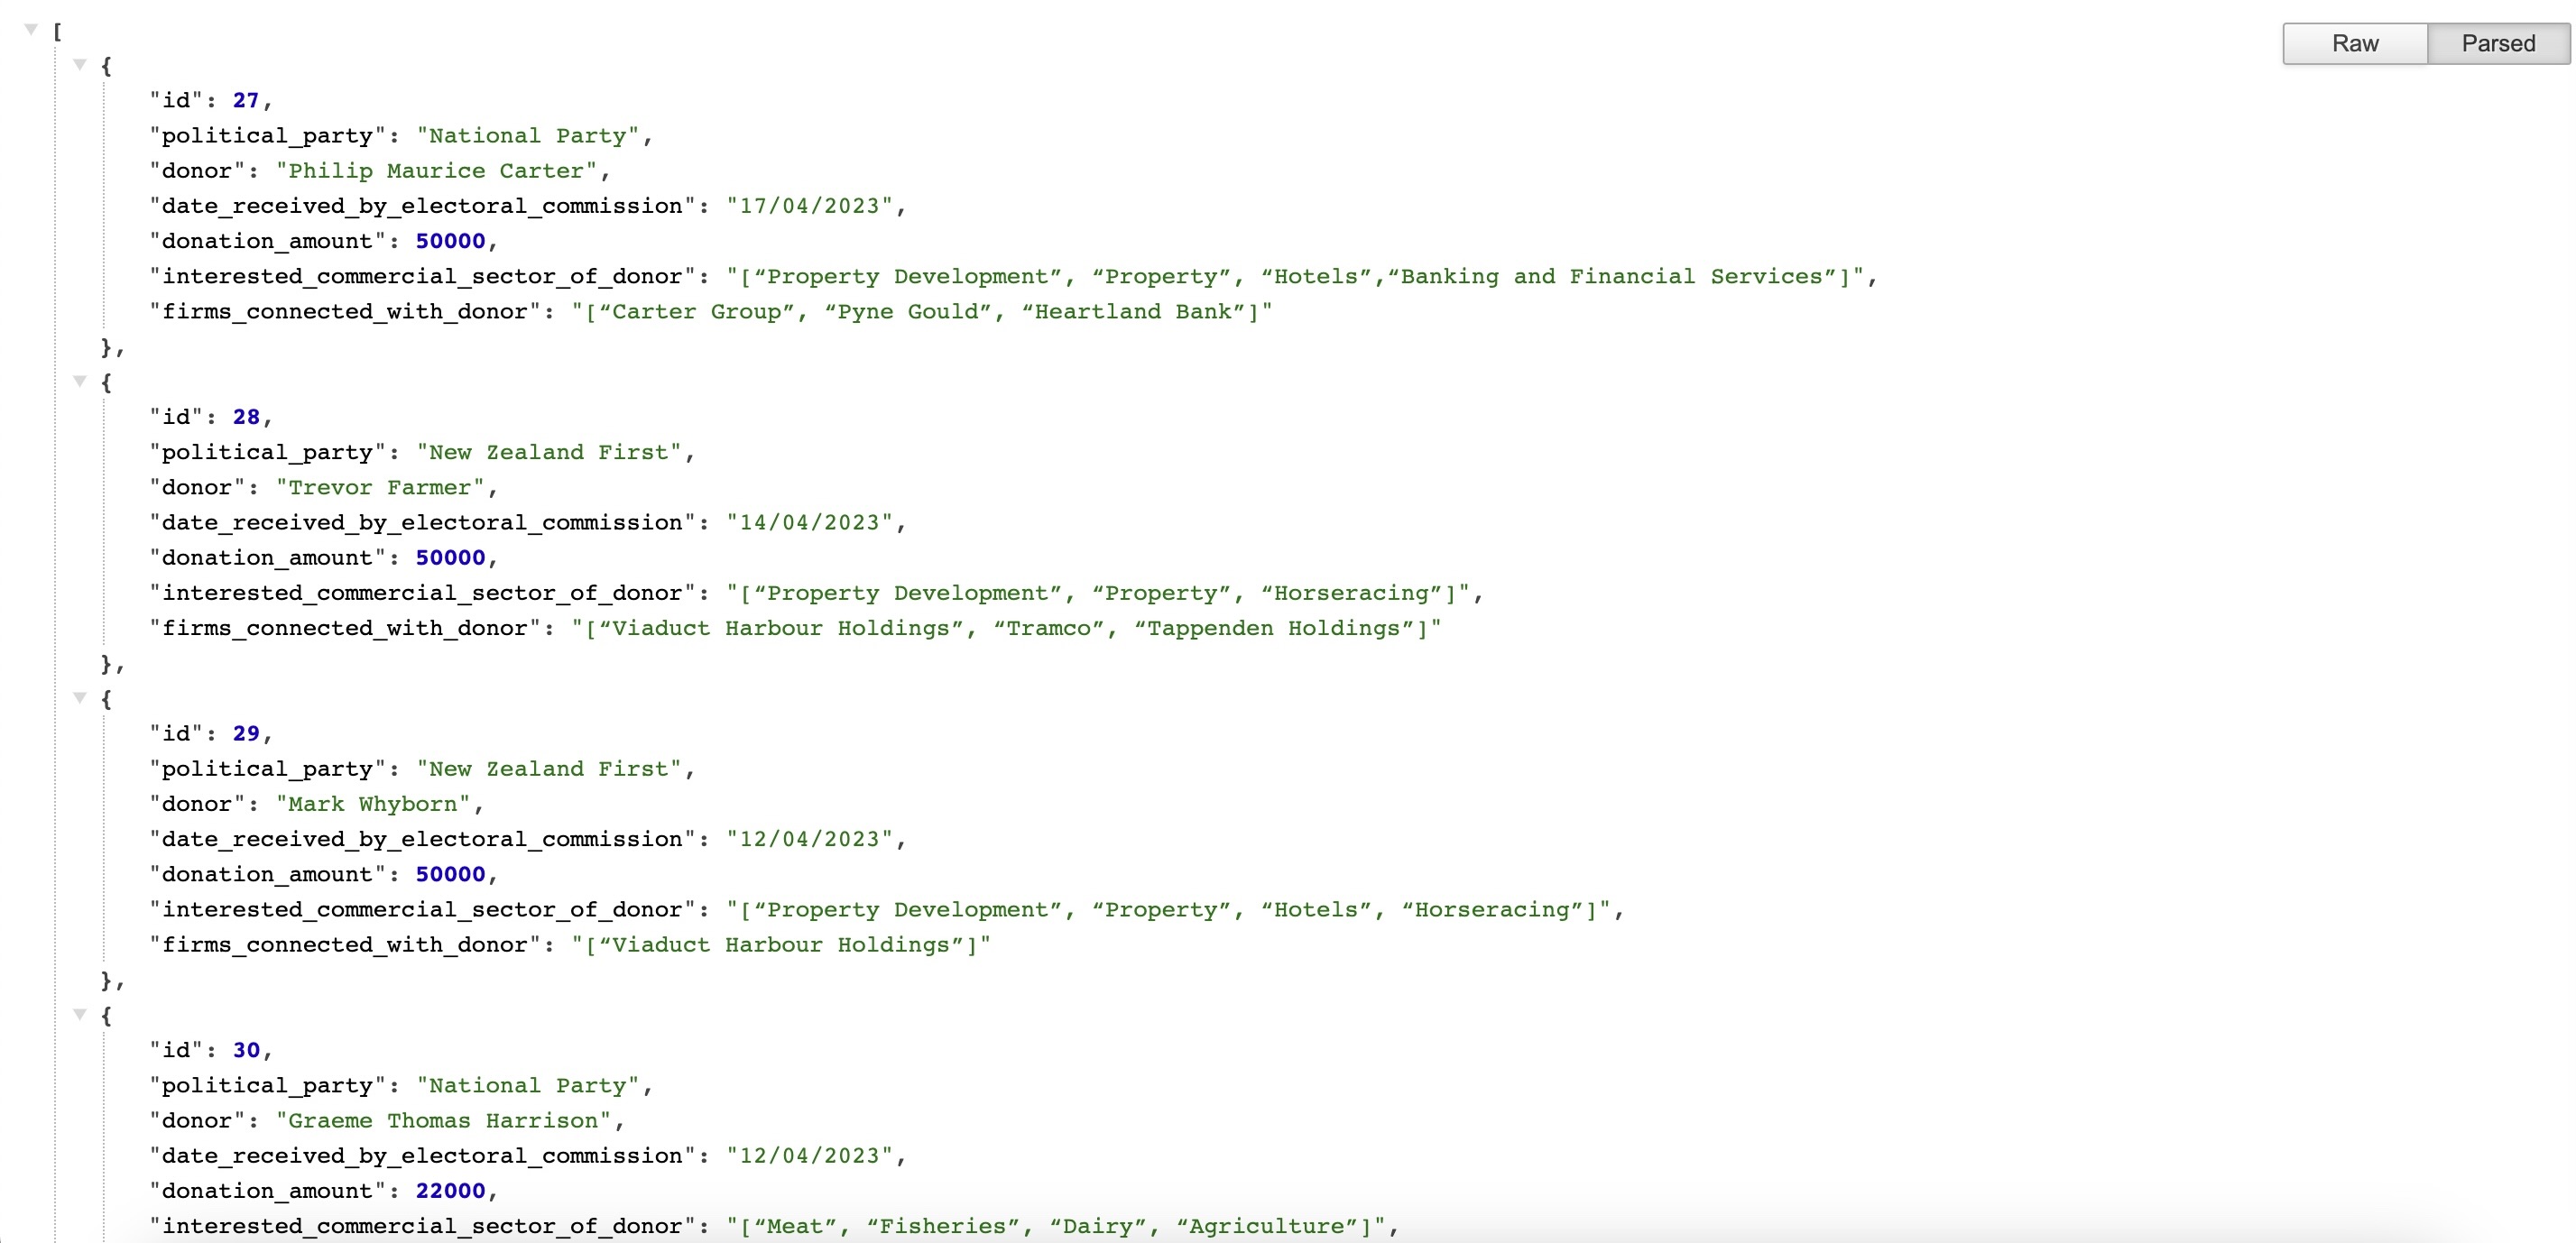 [
Raw Parsed
{
"id": 27,
"political_party": "National Party",
"donor": "Philip Maurice Carter",
"date_received_by_electoral_commission": "17/04/2023",
"donation_amount": 50000,
"interested_commercial_sector_of_donor": "[“Property Development”, “Property”, “Hotels”,“Banking and Financial Services”]",
"firms_connected_with_donor": "[“Carter Group”, “Pyne Gould”, “Heartland Bank”]"
},
{
"id": 28,
"political_party": "New Zealand First",
"donor": "Trevor Farmer",
"date_received_by_electoral_commission": "14/04/2023",
"donation_amount": 50000,
"interested_commercial_sector_of_donor": "[“Property Development”, “Property”, “Horseracing”]",
"firms_connected_with_donor": "[“Viaduct Harbour Holdings”, “Tramco”, “Tappenden Holdings”]"
},
{
"id": 29,
"political_party": "New Zealand First",
"donor": "Mark Whyborn",
"date_received_by_electoral_commission": "12/04/2023",
"donation_amount": 50000,
"interested_commercial_sector_of_donor": "[“Property Development”, “Property”, “Hotels”, “Horseracing”]",
"firms_connected_with_donor": "[“Viaduct Harbour Holdings”]"
},
{
"id": 30,
"political_party": "National Party",
"donor": "Graeme Thomas Harrison",
"date_received_by_electoral_commission": "12/04/2023",
"donation_amount": 22000,
"interested_commercial_sector_of_donor": "[“Meat”, “Fisheries”, “Dairy”, “Agriculture”]",